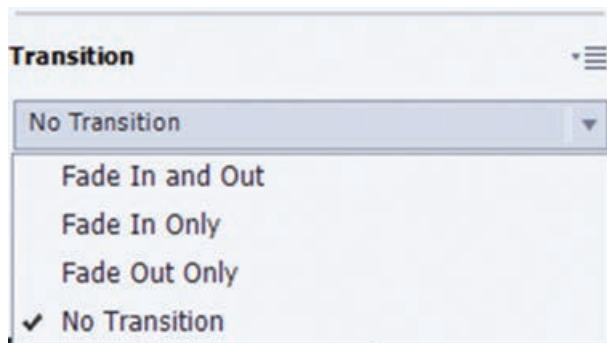 Transition
No Transition
Fade In and Out
Fade In Only
Fade Out Only
No Transition